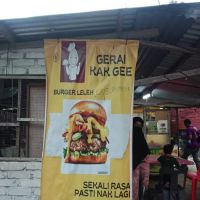 GERAI
KAK GEE
BURGER LELEH
SEKALI RASA
PASTI NAK LAGI